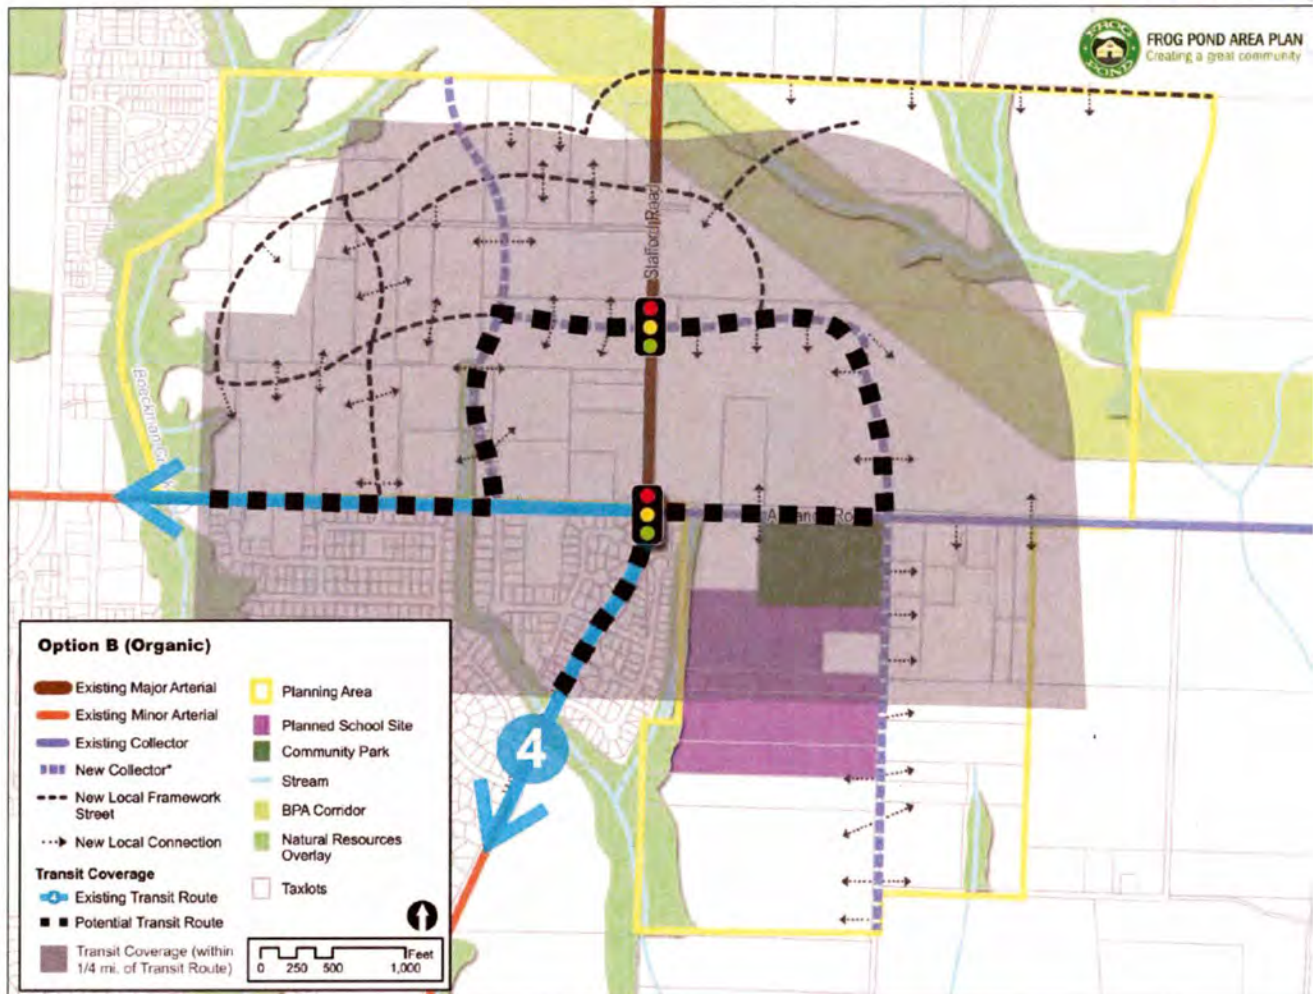 FROG POND
FROG POND AREA PLAN
Creating a great community
Stafford Road
Boeckman
4
Option B (Organic)
Existing Major Arterial
Existing Minor Arterial
Existing Collector
New Collector*
New Local Framework
Street
New Local Connection
Transit Coverage
4 Existing Transit Route
Potential Transit Route
Transit Coverage (within
1/4 mi. of Transit Route)
Planning Area
Planned School Site
Community Park
Stream
BPA Corridor
Natural Resources
Overlay
Taxlots
Feet
0 250 500 1,000